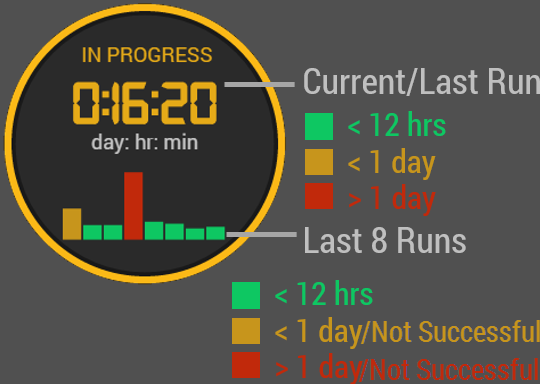 IN PROGRESS
0:16:20
day: hr: min
Current/Last Run
< 12 hrs
< 1 day
> 1 day
Last 8 Runs
< 12 hrs
< 1 day/Not Successful
> 1 day/Not Successful